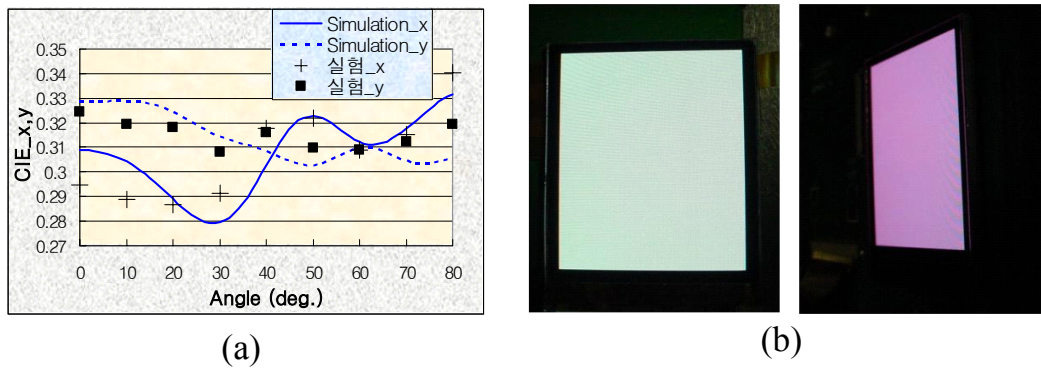 Simulation_x
Simulation_y
실험_x
실험_y
0.35
0.34
0.33
0.32
0.31
0.3
0.29
0.28
0.27
CIE_x,y
0 10 20 30 40 50 60 70 80
Angle (deg.)
(a)
(b)